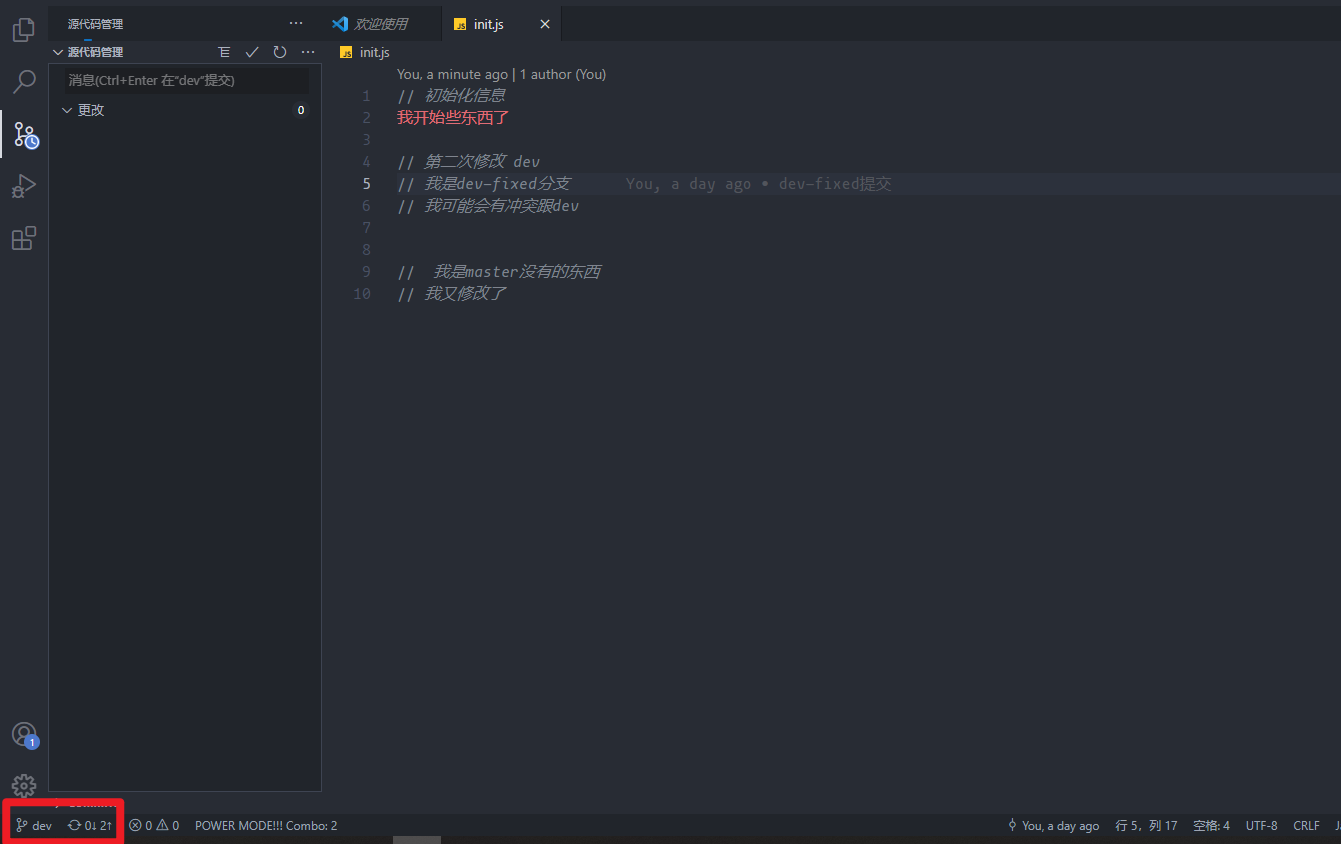 源代码管理
欢迎使用
JS init.js
源代码管理
JS init.js
消息(Ctrl+Enter 在"dev"提交)
You, a minute ago | 1 author (You)
更改 0
1 // 初始化信息
2 我开始些东西了
3
4 // 第二次修改 dev
5 // 我是dev-fixed分支 You, a day ago • dev-fixed提交
6 // 我可能会有冲突跟dev
7
8
9 // 我是master没有的东西
10 // 我又修改了
1
dev 0↓ 2↑ 0 0 POWER MODE!!! Combo: 2 You, a day ago 行 5，列 17 空格: 4 UTF-8 CRLF